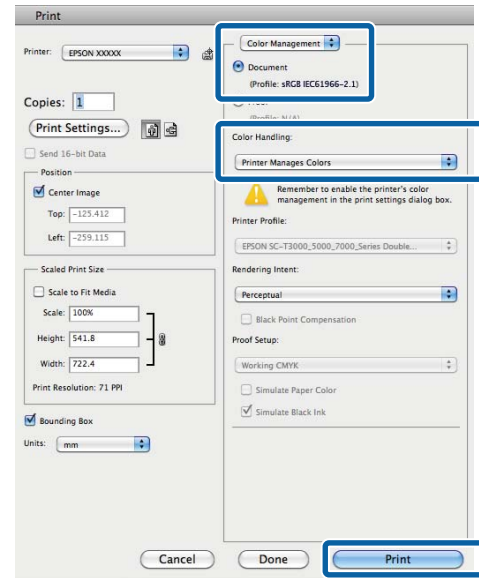 Print
Printer: EPSON XXXXX
Copies: 1
Print Settings...
Send 16-bit Data
Position
Center Image
Top: -125.412
Left: -259.115
Scaled Print Size
Scale to Fit Media
Scale: 100%
Height: 541.8
Width: 722.4
Print Resolution: 71 PPI
Bounding Box
Units: mm
Color Management
Document
(Profile: sRGB IEC61966-2.1)
Color Handling:
Printer Manages Colors
Remember to enable the printer's color
management in the print settings dialog box.
Printer Profile:
EPSON SC-T3000_5000_7000_Series Double...
Rendering Intent:
Perceptual
Black Point Compensation
Proof Setup:
Working CMYK
Simulate Paper Color
Simulate Black Ink
Cancel
Done
Print